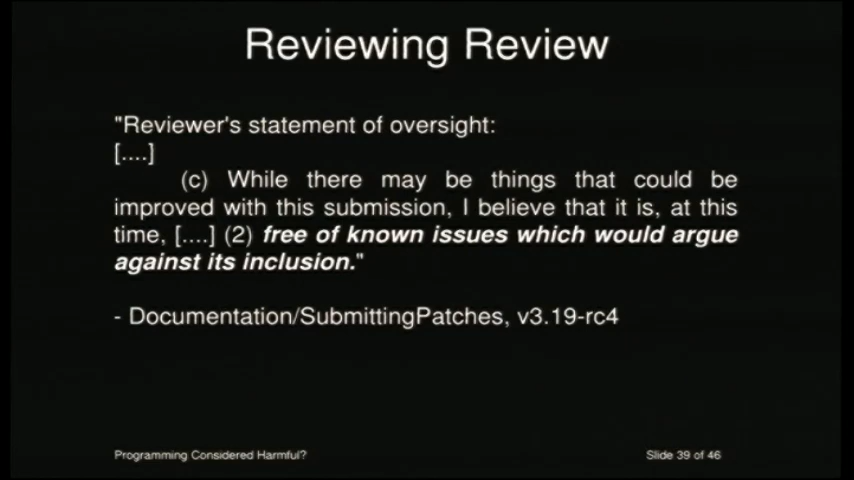 Reviewing Review
"Reviewer's statement of oversight:
[....]
(c) While there may be things that could be
improved with this submission, I believe that it is, at this
time, [....] (2) free of known issues which would argue
against its inclusion."
- Documentation/SubmittingPatches, v3.19-rc4
Programming Considered Harmful?
Slide 39 of 46